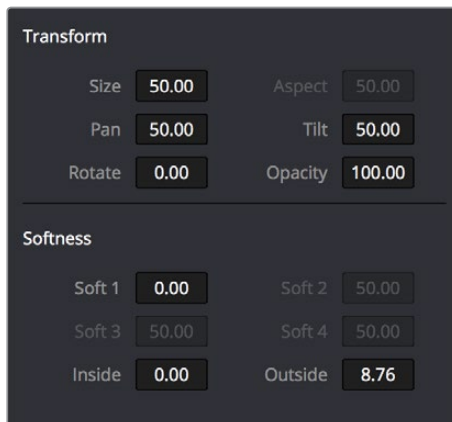 Transform
Size 50.00 Aspect 50.00
Pan 50.00 Tilt 50.00
Rotate 0.00 Opacity 100.00
Softness
Soft 1 0.00 Soft 2 50.00
Soft 3 50.00 Soft 4 50.00
Inside 0.00 Outside 8.76